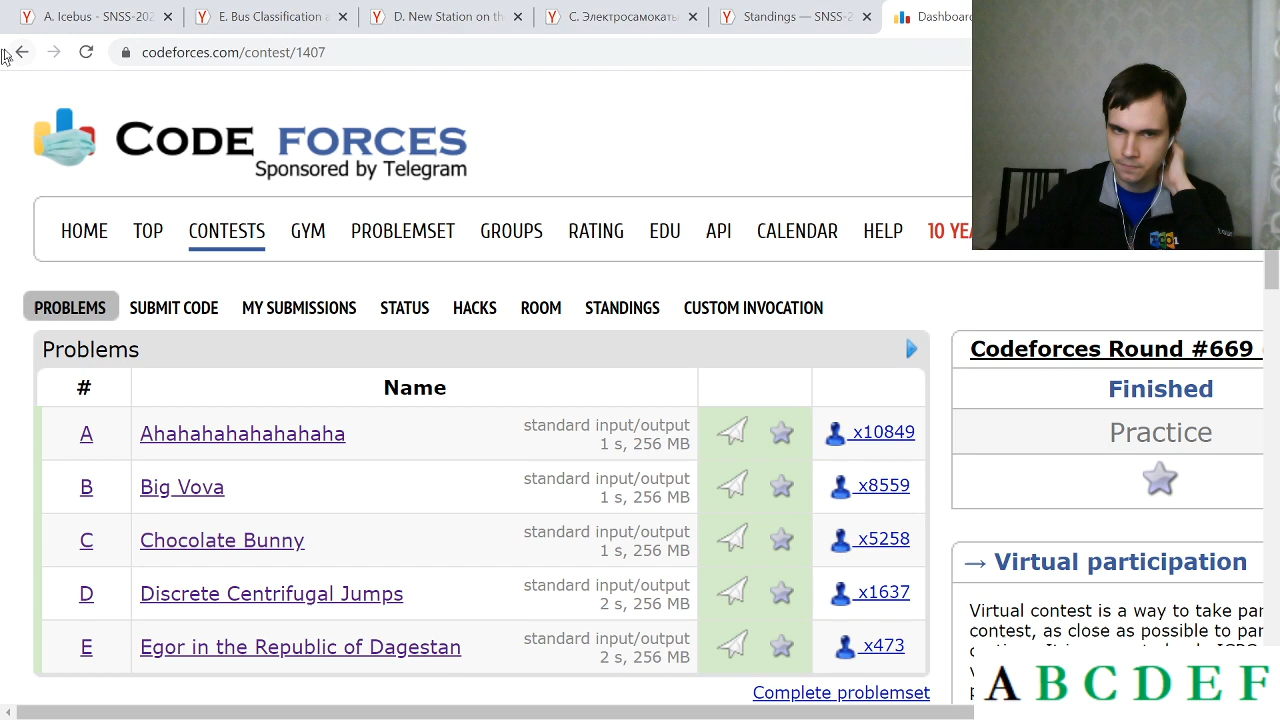 A. Icebus - SNSS-202
E. Bus Classification a
D. New Station on th
C. Электросамокать
Standings — SNSS-2
Dashboard
codeforces.com/contest/1407
CODE FORCES
Sponsored by Telegram
HOME TOP CONTESTS GYM PROBLEMSET GROUPS RATING EDU API CALENDAR HELP 10 YEA
PROBLEMS SUBMIT CODE MY SUBMISSIONS STATUS HACKS ROOM STANDINGS CUSTOM INVOCATION
Problems
# Name
A Ahahahahahahahaha standard input/output 1 s, 256 MB x10849
B Big Vova standard input/output 1 s, 256 MB x8559
C Chocolate Bunny standard input/output 1 s, 256 MB x5258
D Discrete Centrifugal Jumps standard input/output 2 s, 256 MB x1637
E Egor in the Republic of Dagestan standard input/output 2 s, 256 MB x473
Complete problemset
Codeforces Round #669
Finished
Practice
→ Virtual participation
Virtual contest is a way to take par
contest, as close as possible to par
A B C D E F